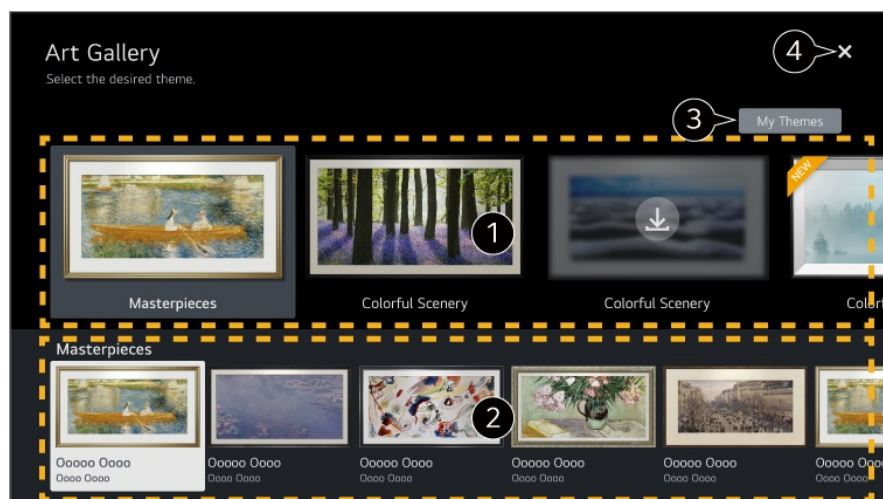 Art Gallery
Select the desired theme.
4
3
My Themes
NEW
1
Masterpieces
Colorful Scenery
Colorful Scenery
Masterpieces
2
Ooooo Oooo
Ooooo Oooo
Ooooo Oooo
Ooooo Oooo
Ooooo Oooo
Oooo Oooo
Oooo Oooo
Oooo Oooo
Oooo Oooo
Oooo Oooo
Oooo Oooo